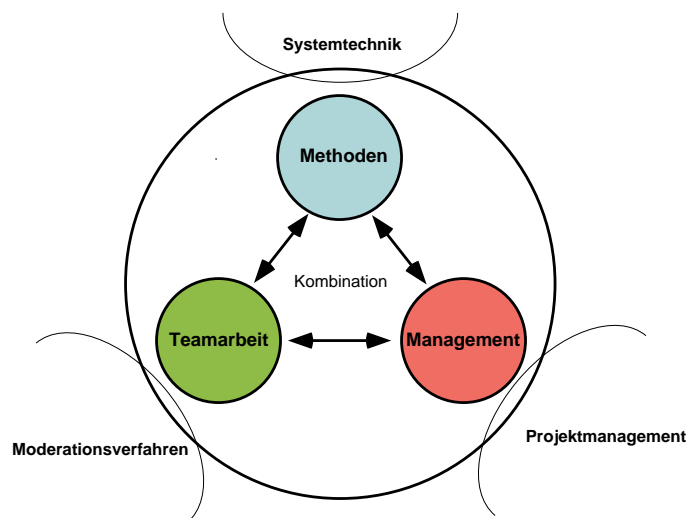 Systemtechnik
Methoden
Kombination
Teamarbeit
Management
Moderationsverfahren
Projektmanagement